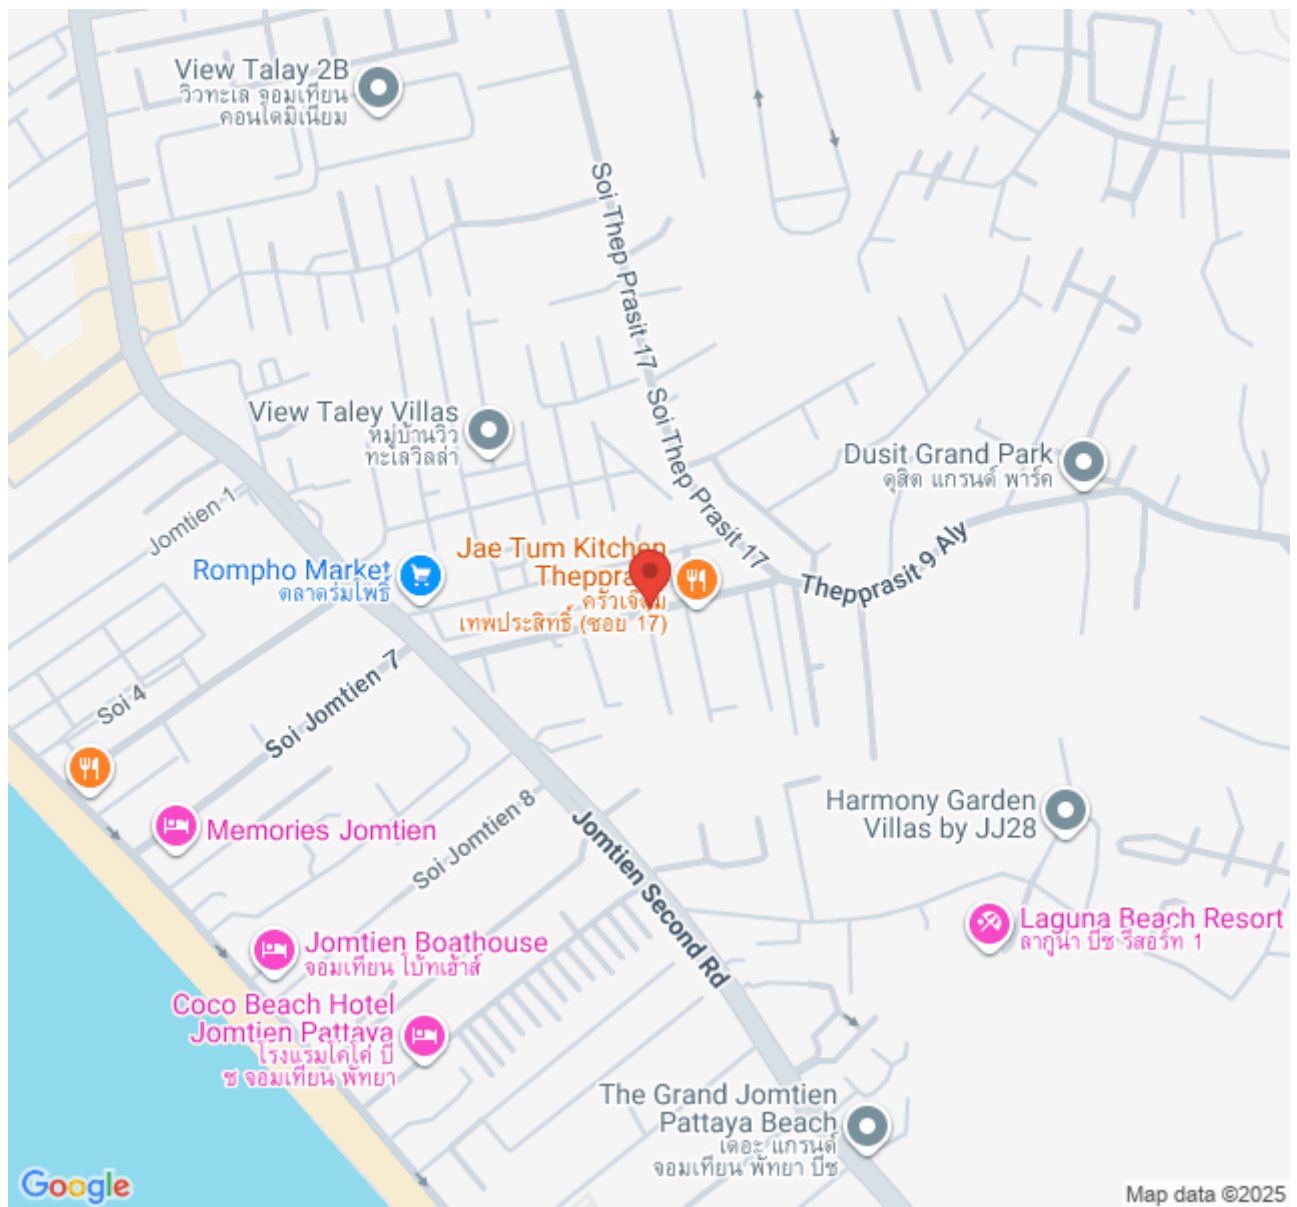 View Talay 2B
วิวทะเล จอมเทียน
คอนโดมิเนียม
Soi Thep Prasit 17
View Taley Villas
หมู่บ้านวิว
ทะเลวิลล่า
Soi Thep Prasit 17
Dusit Grand Park
ดุสิต แกรนด์ พาร์ค
Jomtien 1
Rompho Market
ตลาดร่มโพธิ์
Jae Tum Kitchen
ครัวเจ๊ตุ่ม
เทพประสิทธิ์ (ซอย 17)
Thepprasit 9 Aly
Soi 4
Soi Jomtien 7
Memories Jomtien
Soi Jomtien 8
Jomtien Second Rd
Harmony Garden
Villas by JJ28
Laguna Beach Resort
ลากูน่า บีช รีสอร์ท 1
Jomtien Boathouse
จอมเทียน โบ้ทเฮ้าส์
Coco Beach Hotel
Jomtien Pattaya
โรงแรมโคโค่ บี
ช จอมเทียน พัทยา
The Grand Jomtien
Pattaya Beach
เดอะ แกรนด์
จอมเทียน พัทยา บีช
Google
Map data ©2025